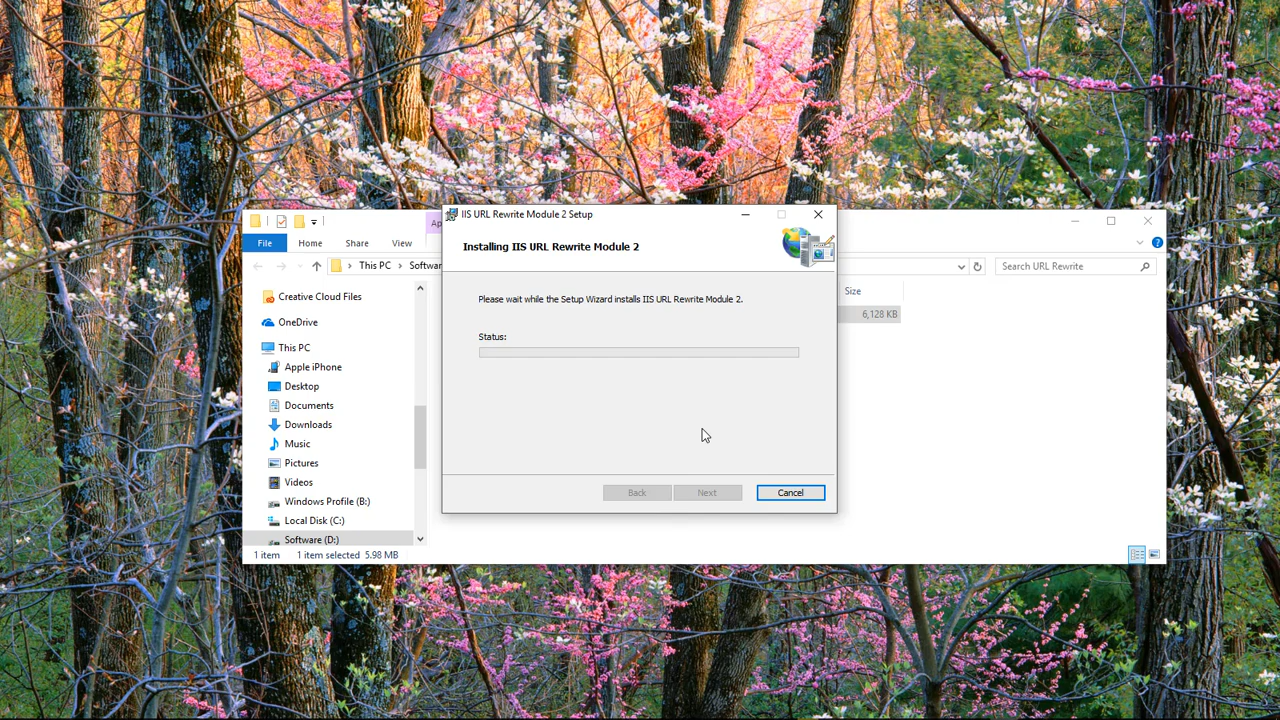 Ap
File
Home
Share
View
This PC
Softwar
Search URL Rewrite
Creative Cloud Files
OneDrive
This PC
Apple iPhone
Desktop
Documents
Downloads
Music
Pictures
Videos
Windows Profile (B:)
Local Disk (C:)
Software (D:)
Size
6,128 KB
1 item
1 item selected 5.98 MB
IIS URL Rewrite Module 2 Setup
Installing IIS URL Rewrite Module 2
Please wait while the Setup Wizard installs IIS URL Rewrite Module 2.
Status:
Back
Next
Cancel